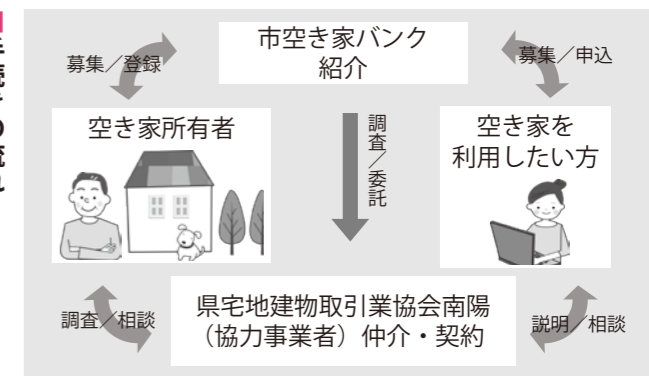 市空き家バンク
紹介
募集／登録
募集／申込
空き家所有者
調査／委託
空き家を
利用したい方
県宅地建物取引業協会南陽
（協力事業者）仲介・契約
調査／相談
説明／相談